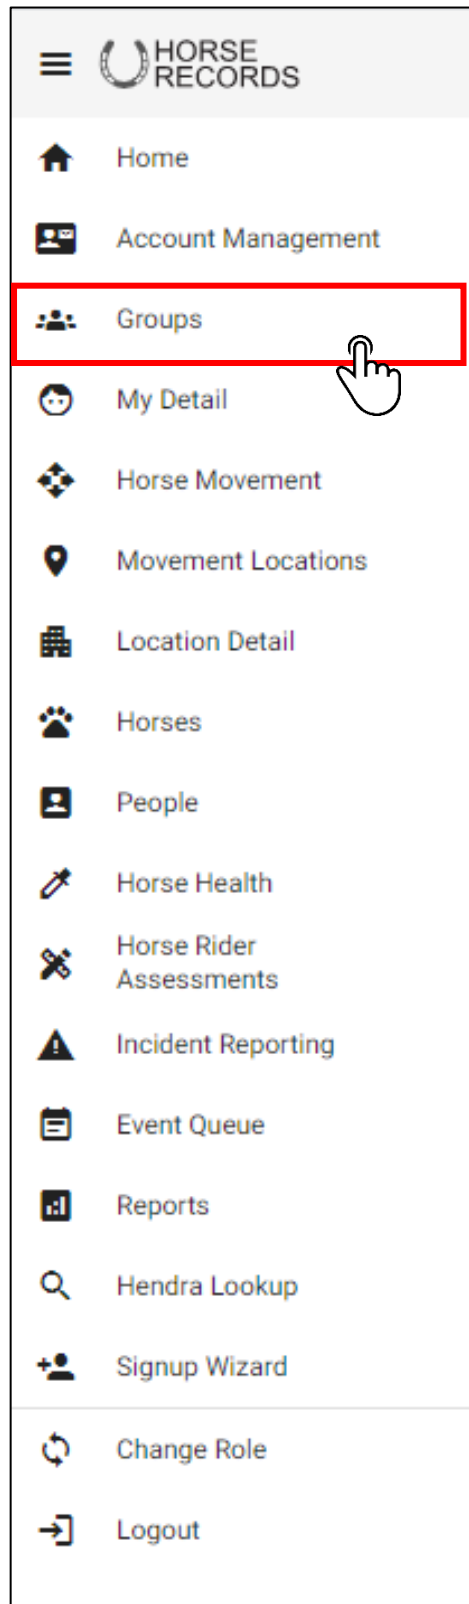 HORSE
RECORDS
Home
Account Management
Groups
My Detail
Horse Movement
Movement Locations
Location Detail
Horses
People
Horse Health
Horse Rider
Assessments
Incident Reporting
Event Queue
Reports
Hendra Lookup
Signup Wizard
Change Role
Logout